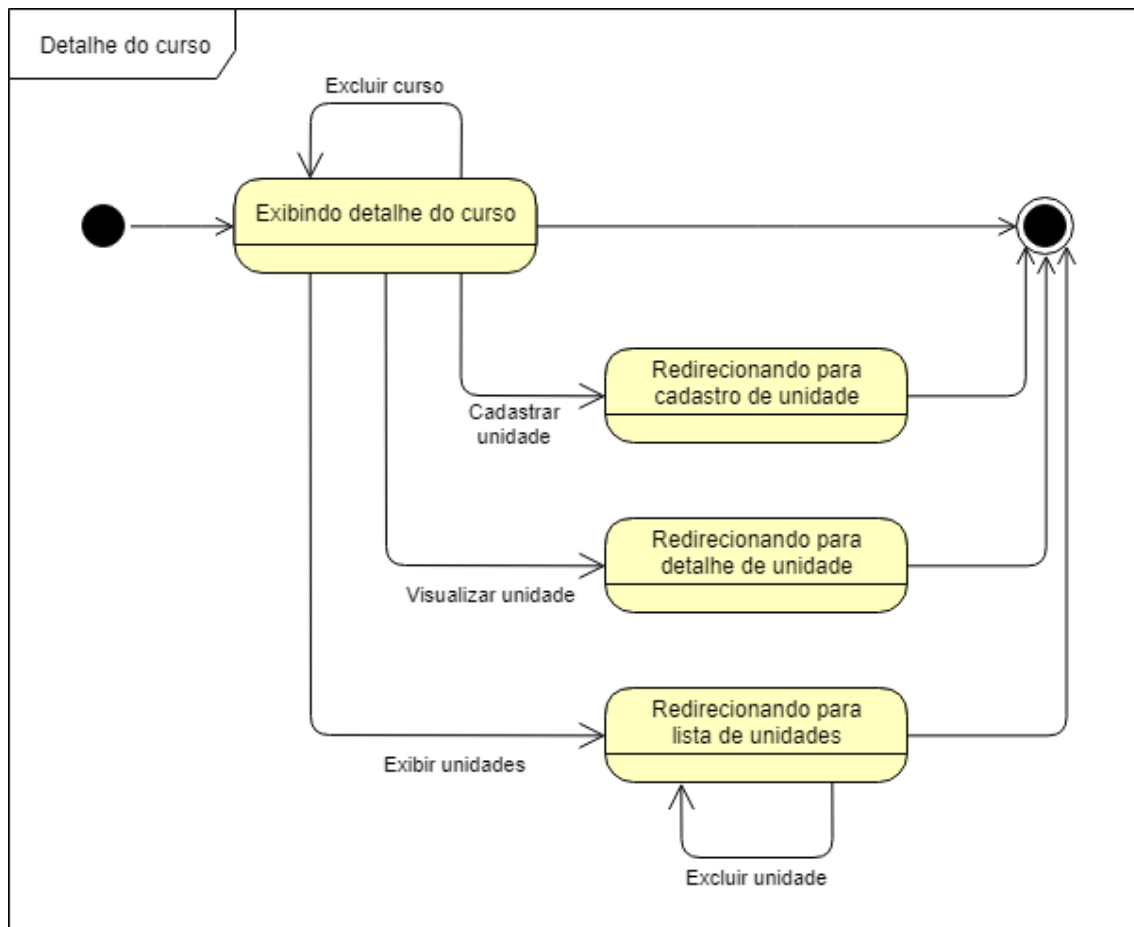 Detalhe do curso
Excluir curso
Exibindo detalhe do curso
Redirecionando para
cadastro de unidade
Cadastrar
unidade
Redirecionando para
detalhe de unidade
Visualizar unidade
Redirecionando para
lista de unidades
Exibir unidades
Excluir unidade